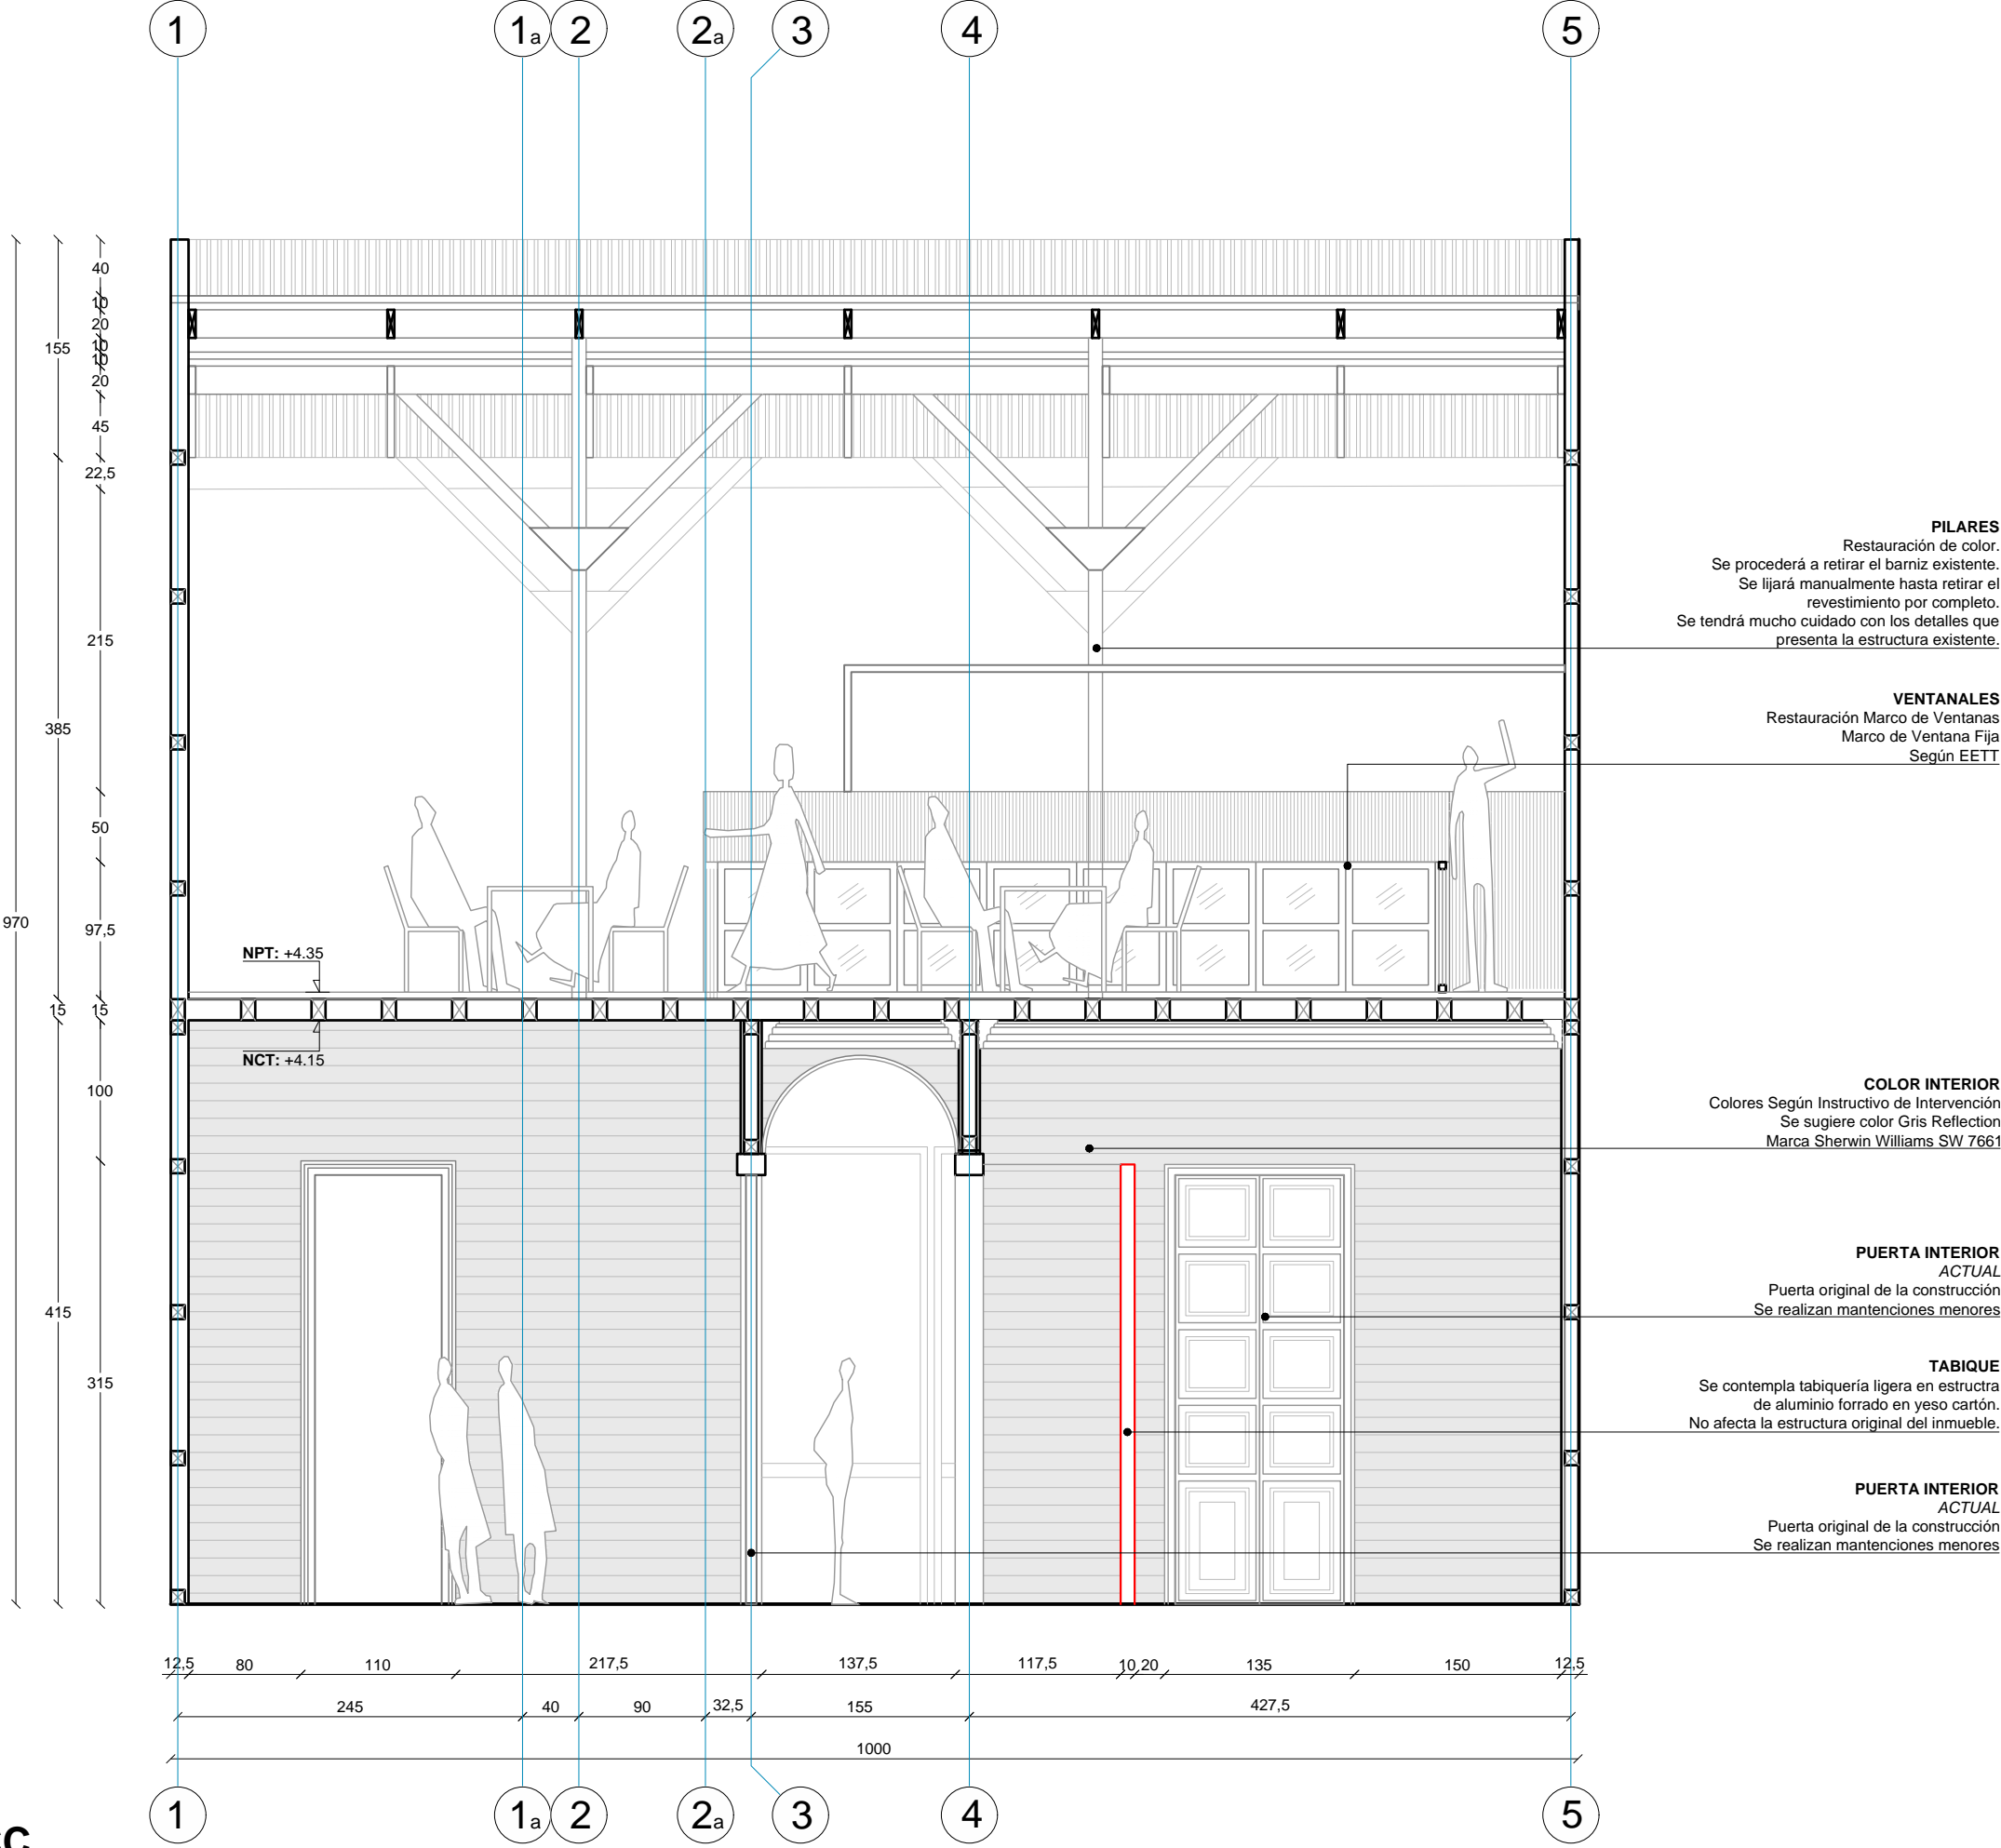 1
1a
2
2a
3
4
5
40
10
20
10
10
20
45
22,5
215
50
97,5
15
100
315
155
385
15
415
970
PILARES
Restauración de color.
Se procederá a retirar el barniz existente.
Se lijará manualmente hasta retirar el
revestimiento por completo.
Se tendrá mucho cuidado con los detalles que
presenta la estructura existente.
VENTANALES
Restauración Marco de Ventanas
Marco de Ventana Fija
Según EETT
NPT: +4.35
NCT: +4.15
COLOR INTERIOR
Colores Según Instructivo de Intervención
Se sugiere color Gris Reflection
Marca Sherwin Williams SW 7661
PUERTA INTERIOR
ACTUAL
Puerta original de la construcción
Se realizan mantenciones menores
TABIQUE
Se contempla tabiquería ligera en estructra
de aluminio forrado en yeso cartón.
No afecta la estructura original del inmueble.
PUERTA INTERIOR
ACTUAL
Puerta original de la construcción
Se realizan mantenciones menores
12,5 80 110 217,5 137,5 117,5 10 20 135 150 12,5
245 40 90 32,5 155 427,5
1000
1
1a
2
2a
3
4
5